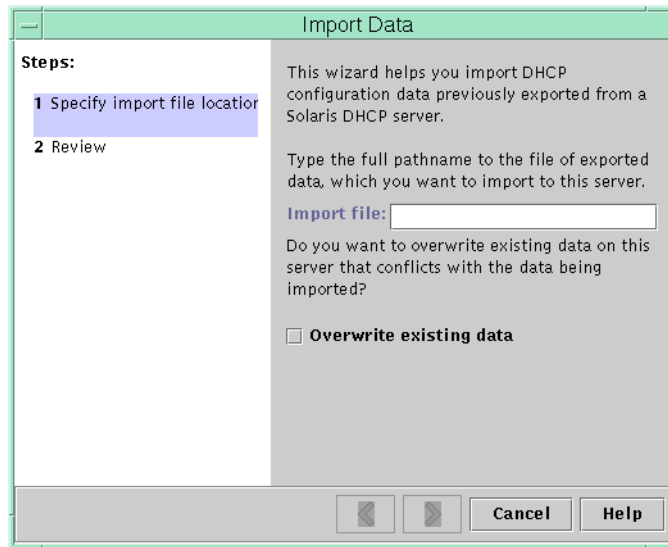 Import Data
Steps:
1 Specify import file location
2 Review
This wizard helps you import DHCP
configuration data previously exported from a
Solaris DHCP server.
Type the full pathname to the file of exported
data, which you want to import to this server.
Import file:
Do you want to overwrite existing data on this
server that conflicts with the data being
imported?
Overwrite existing data
Cancel
Help